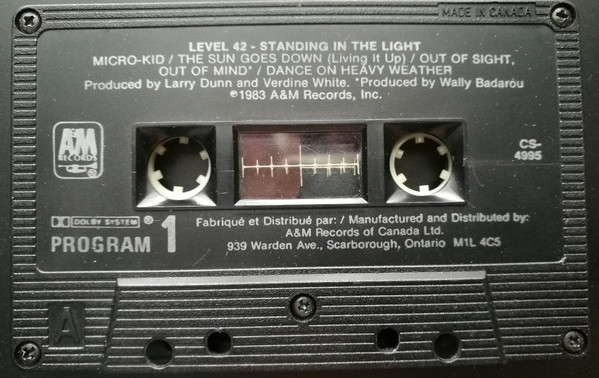 MADE IN CANADA
LEVEL 42 - STANDING IN THE LIGHT
MICRO-KID / THE SUN GOES DOWN (Living it Up) / OUT OF SIGHT,
OUT OF MIND* / DANCE ON HEAVY WEATHER
Produced by Larry Dunn and Verdine White. *Produced by Wally Badarou
℗1983 A&M Records, Inc.
A&M
RECORDS
CS-
4995
DOLBY SYSTEM ®
PROGRAM 1
Fabriqué et Distribué par: / Manufactured and Distributed by:
A&M Records of Canada Ltd.
939 Warden Ave., Scarborough, Ontario M1L 4C5
A